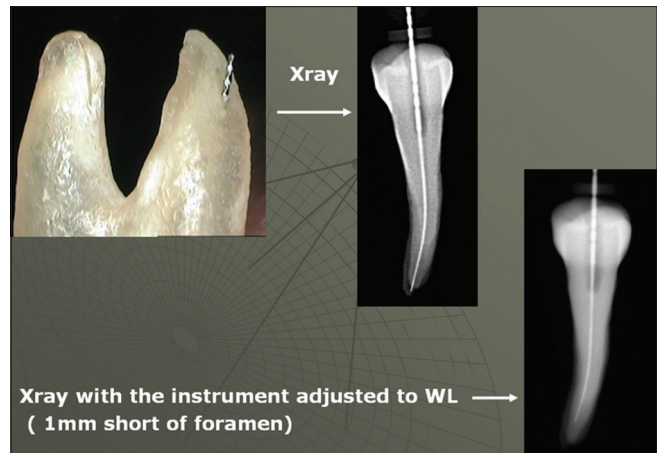 Xray
Xray with the instrument adjusted to WL
( 1mm short of foramen)